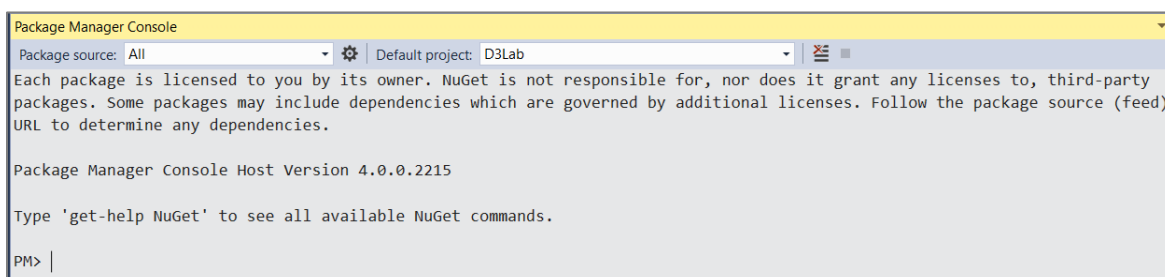 Package Manager Console
Package source: All Default project: D3Lab
Each package is licensed to you by its owner. NuGet is not responsible for, nor does it grant any licenses to, third-party
packages. Some packages may include dependencies which are governed by additional licenses. Follow the package source (feed)
URL to determine any dependencies.
Package Manager Console Host Version 4.0.0.2215
Type 'get-help NuGet' to see all available NuGet commands.
PM>